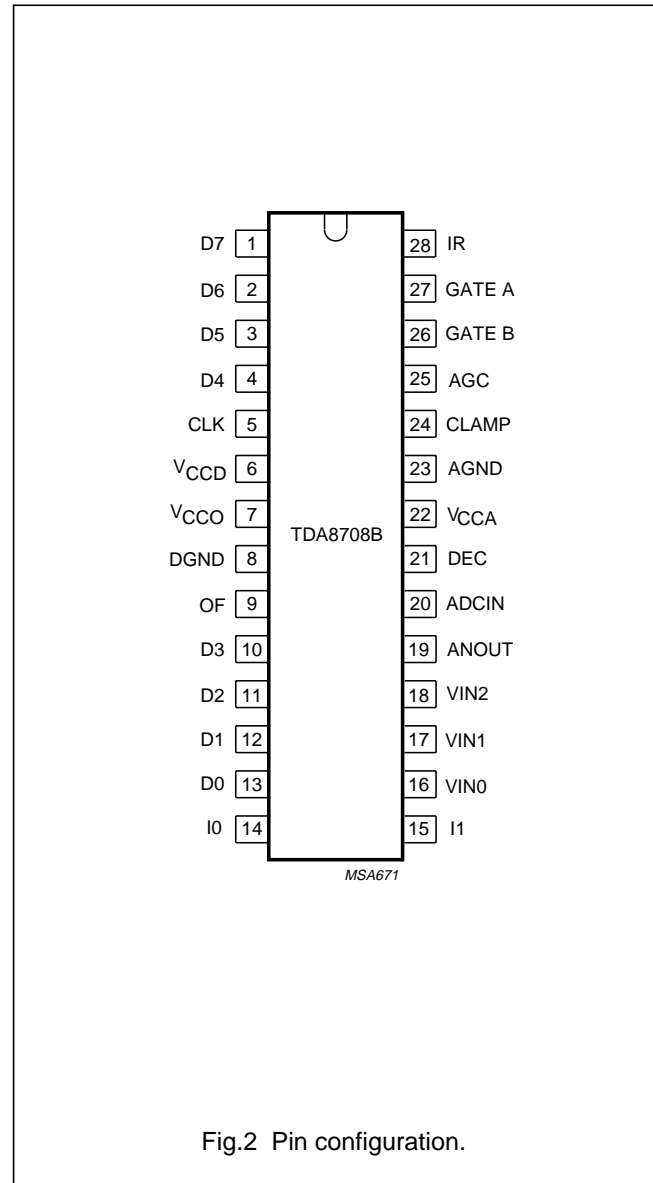 D7 1 28 IR
D6 2 27 GATE A
D5 3 26 GATE B
D4 4 25 AGC
CLK 5 24 CLAMP
VCCD 6 23 AGND
VCCO 7 22 VCCA
TDA8708B
DGND 8 21 DEC
OF 9 20 ADCIN
D3 10 19 ANOUT
D2 11 18 VIN2
D1 12 17 VIN1
D0 13 16 VIN0
I0 14 15 I1
MSA671
Fig.2 Pin configuration.